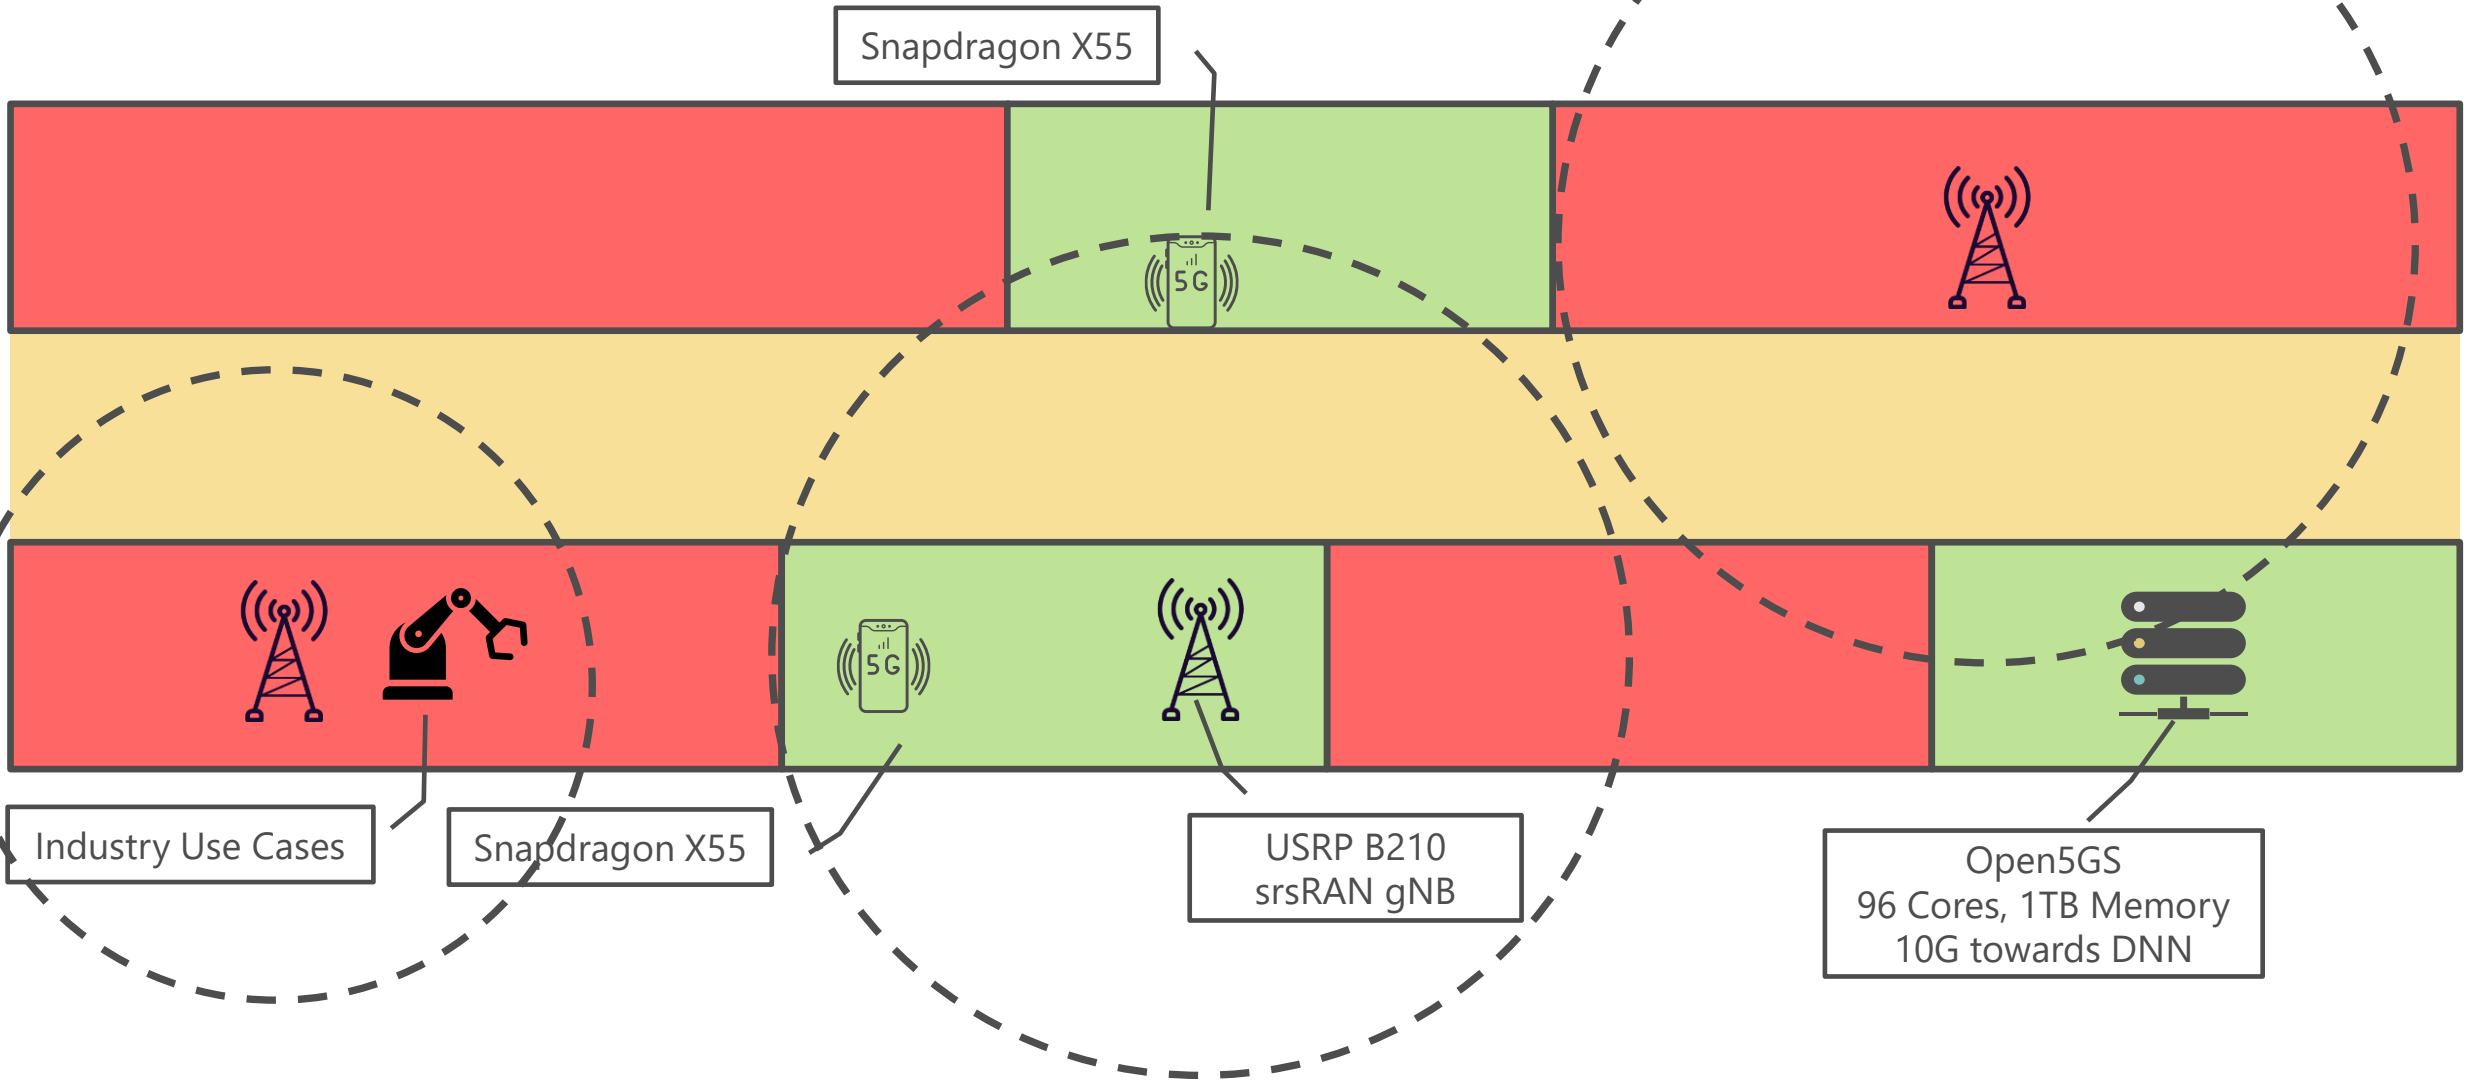 Snapdragon X55
5G
5G
Industry Use Cases
Snapdragon X55
USRP B210
srsRAN gNB
Open5GS
96 Cores, 1TB Memory
10G towards DNN